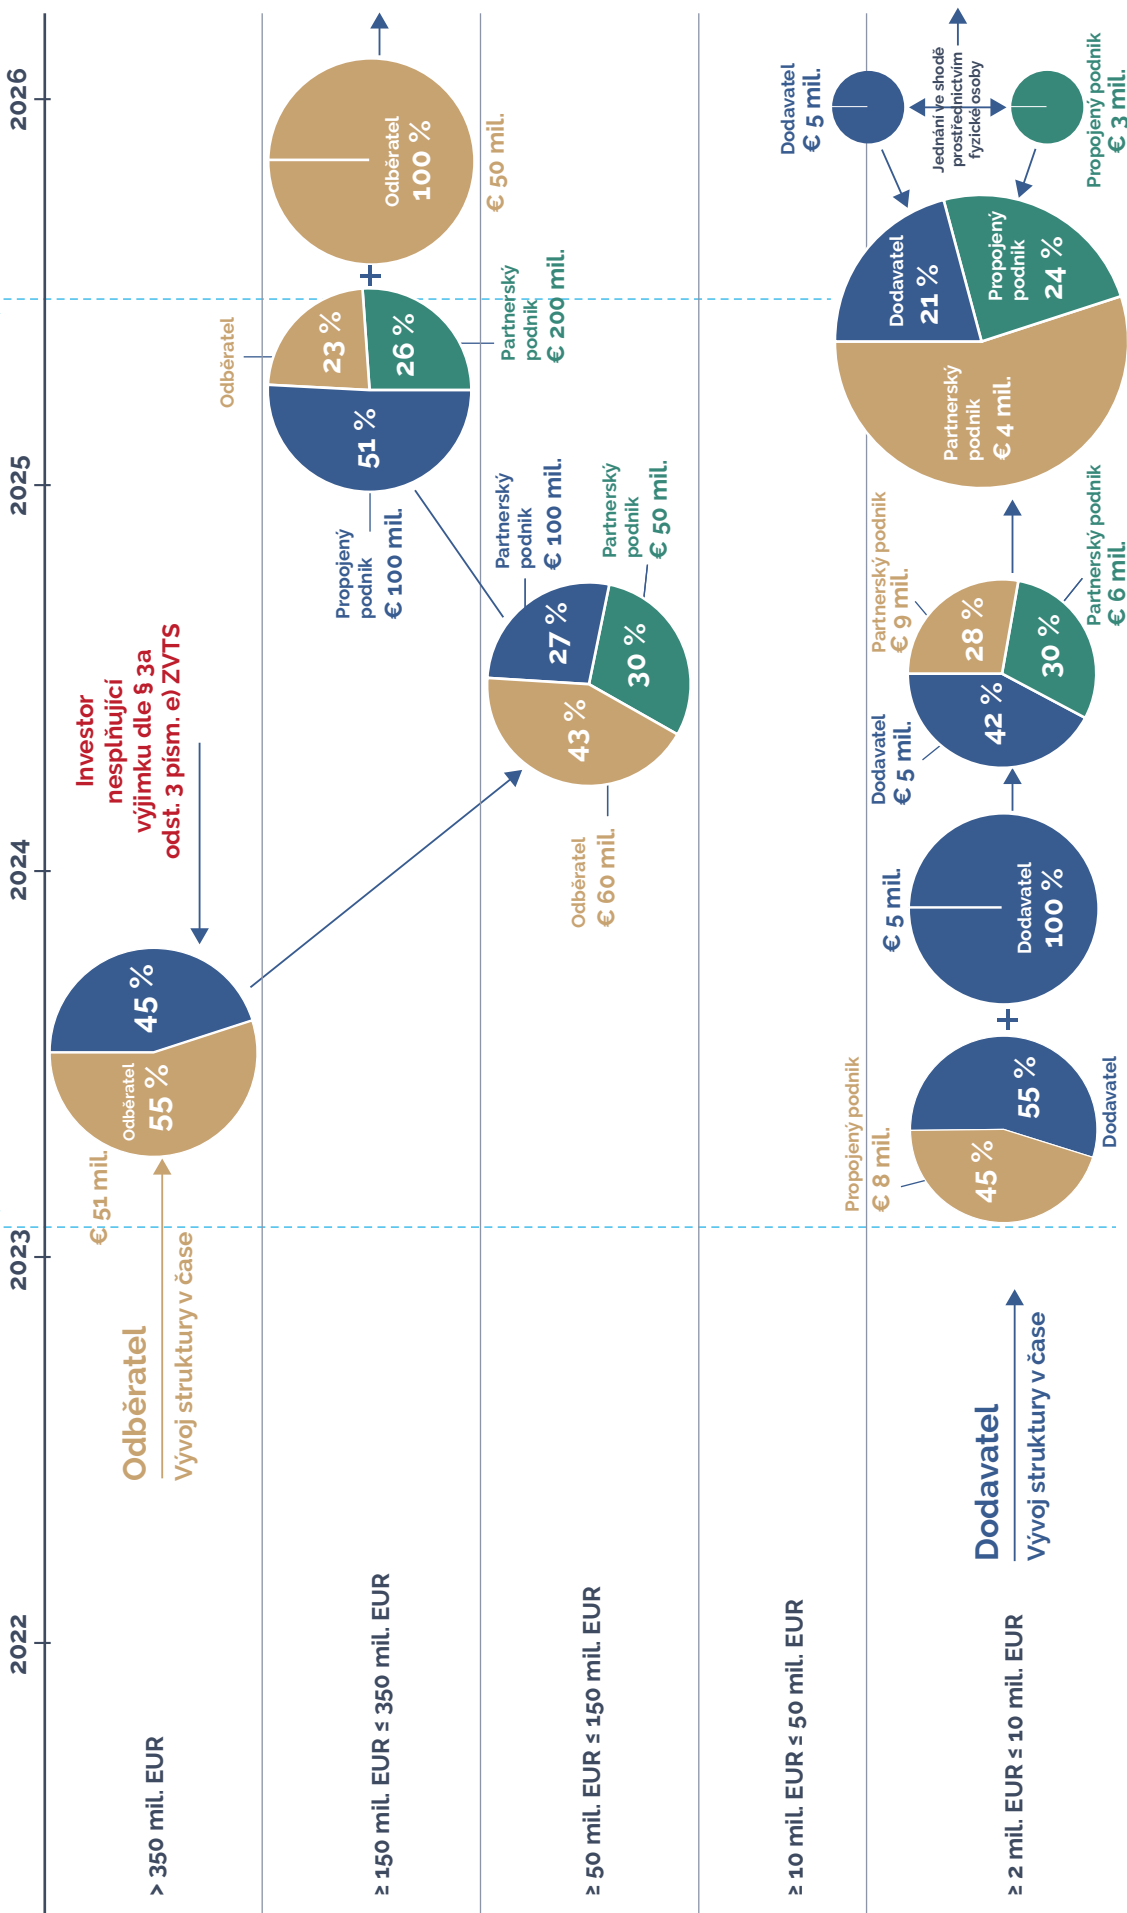 2022
2023
2024
2025
2026
> 350 mil. EUR
Odběratel
Vývoj struktury v čase
€ 51 mil.
Odběratel
55 %
45 %
Investor
nesplňující
výjimku dle § 3a
odst. 3 písm. e) ZVTS
≥ 150 mil. EUR ≤ 350 mil. EUR
Propojený
podnik
€ 100 mil.
51 %
23 %
26 %
Odběratel
Partnerský
podnik
€ 200 mil.
+
Odběratel
100 %
€ 50 mil.
≥ 50 mil. EUR ≤ 150 mil. EUR
Odběratel
€ 60 mil.
43 %
27 %
30 %
Partnerský
podnik
€ 100 mil.
Partnerský
podnik
€ 50 mil.
≥ 10 mil. EUR ≤ 50 mil. EUR
≥ 2 mil. EUR ≤ 10 mil. EUR
Dodavatel
Vývoj struktury v čase
Propojený podnik
€ 8 mil.
45 %
55 %
Dodavatel
+
€ 5 mil.
Dodavatel
100 %
Dodavatel
€ 5 mil.
42 %
28 %
30 %
Partnerský podnik
€ 9 mil.
Partnerský podnik
€ 6 mil.
Partnerský
podnik
€ 4 mil.
Dodavatel
21 %
Propojený
podnik
24 %
Dodavatel
€ 5 mil.
Jednání ve shodě
prostřednictvím
fyzické osoby
Propojený podnik
€ 3 mil.